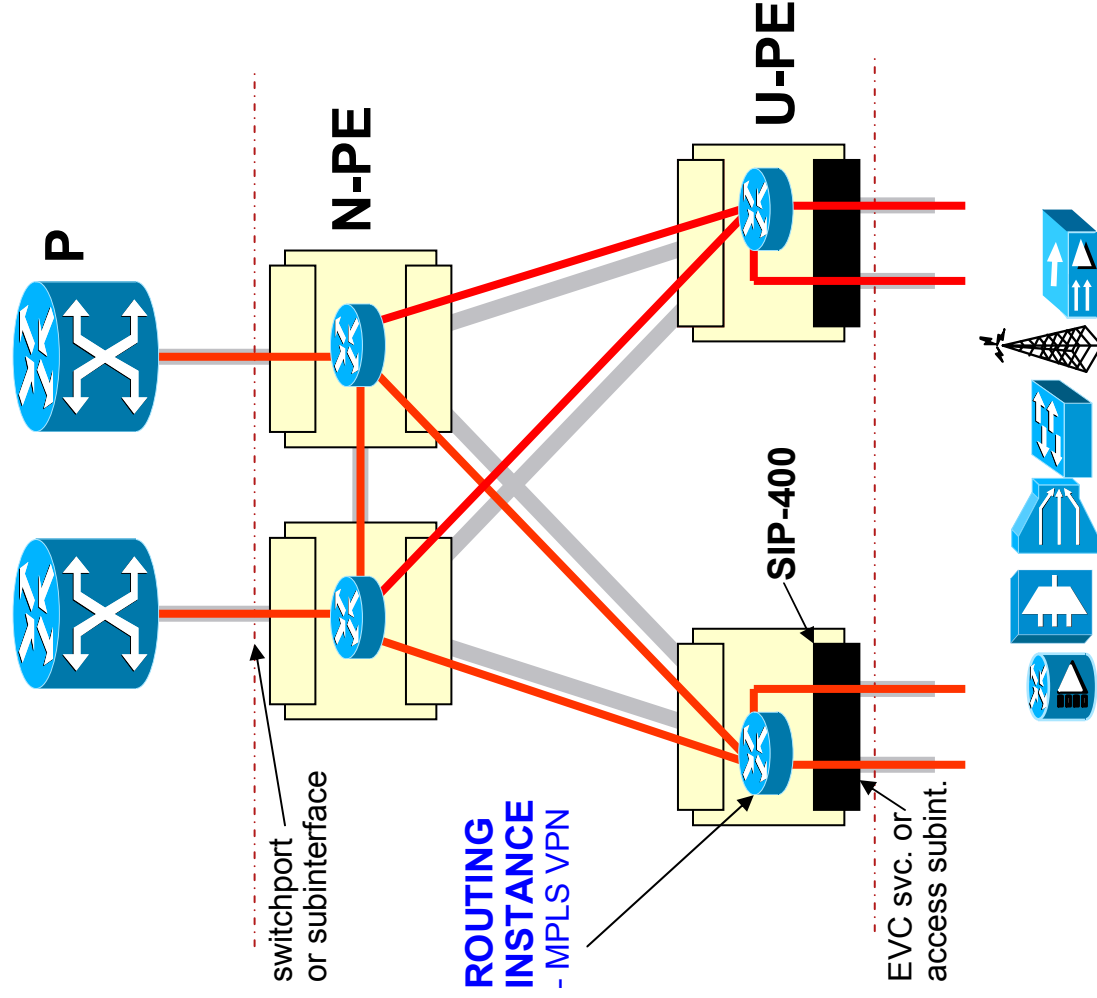 P
N-PE
U-PE
SIP-400
switchport
or subinterface
ROUTING
INSTANCE
- MPLS VPN
EVC svc. or
access subint.